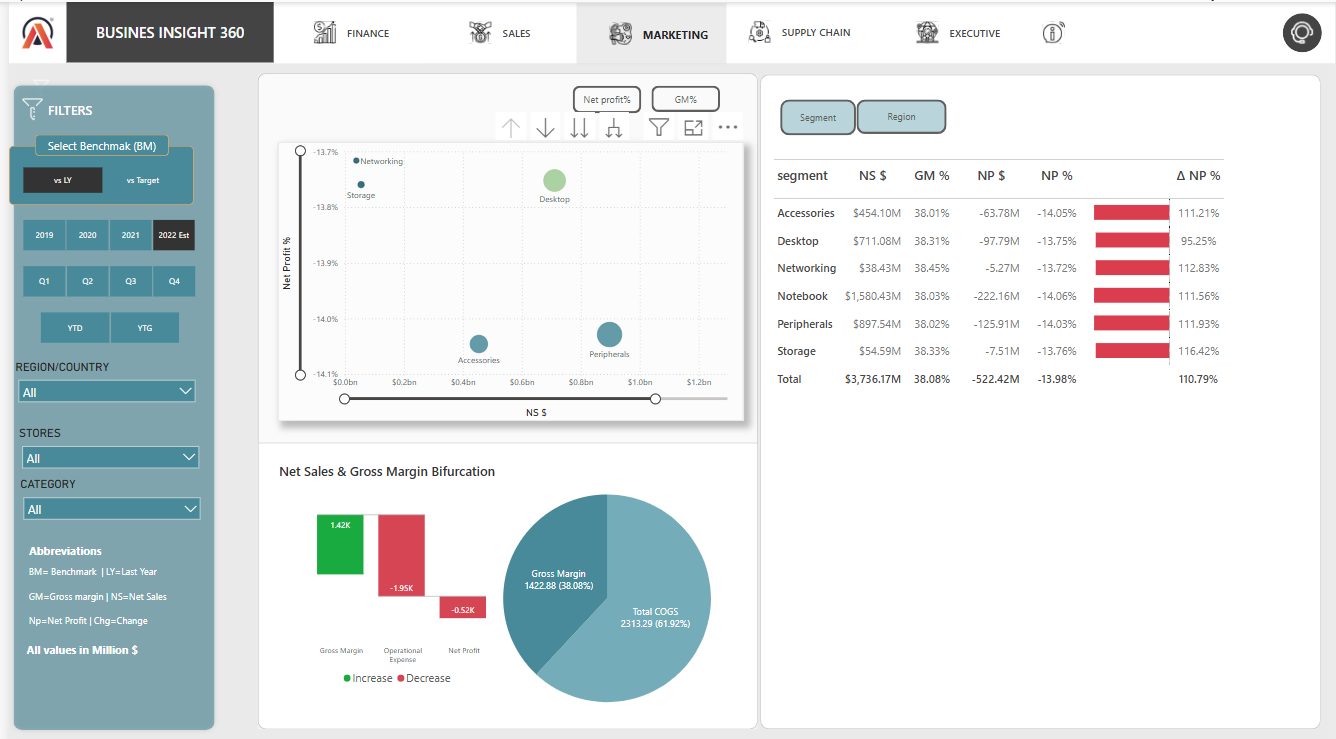 BUSINES INSIGHT 360
FINANCE
SALES
MARKETING
SUPPLY CHAIN
EXECUTIVE
FILTERS
Select Benchmak (BM)
vs LY
vs Target
2019
2020
2021
2022 Est
Q1
Q2
Q3
Q4
YTD
YTG
REGION/COUNTRY
All
STORES
All
CATEGORY
All
Abbreviations
BM= Benchmark | LY=Last Year
GM=Gross margin | NS=Net Sales
Np=Net Profit | Chg=Change
All values in Million $
Net profit%
GM%
-13.7%
-13.8%
-13.9%
-14.0%
-14.1%
Net Profit %
Networking
Storage
Desktop
Accessories
Peripherals
$0.0bn
$0.2bn
$0.4bn
$0.6bn
$0.8bn
$1.0bn
$1.2bn
NS $
Net Sales & Gross Margin Bifurcation
1.42K
-1.95K
-0.52K
Gross Margin
Operational
Expense
Net Profit
Increase
Decrease
Gross Margin
1422.88 (38.08%)
Total COGS
2313.29 (61.92%)
Segment
Region
segment NS $ GM % NP $ NP % Δ NP %
Accessories $454.10M 38.01% -63.78M -14.05% 111.21%
Desktop $711.08M 38.31% -97.79M -13.75% 95.25%
Networking $38.43M 38.45% -5.27M -13.72% 112.83%
Notebook $1,580.43M 38.03% -222.16M -14.06% 111.56%
Peripherals $897.54M 38.02% -125.91M -14.03% 111.93%
Storage $54.59M 38.33% -7.51M -13.76% 116.42%
Total $3,736.17M 38.08% -522.42M -13.98% 110.79%